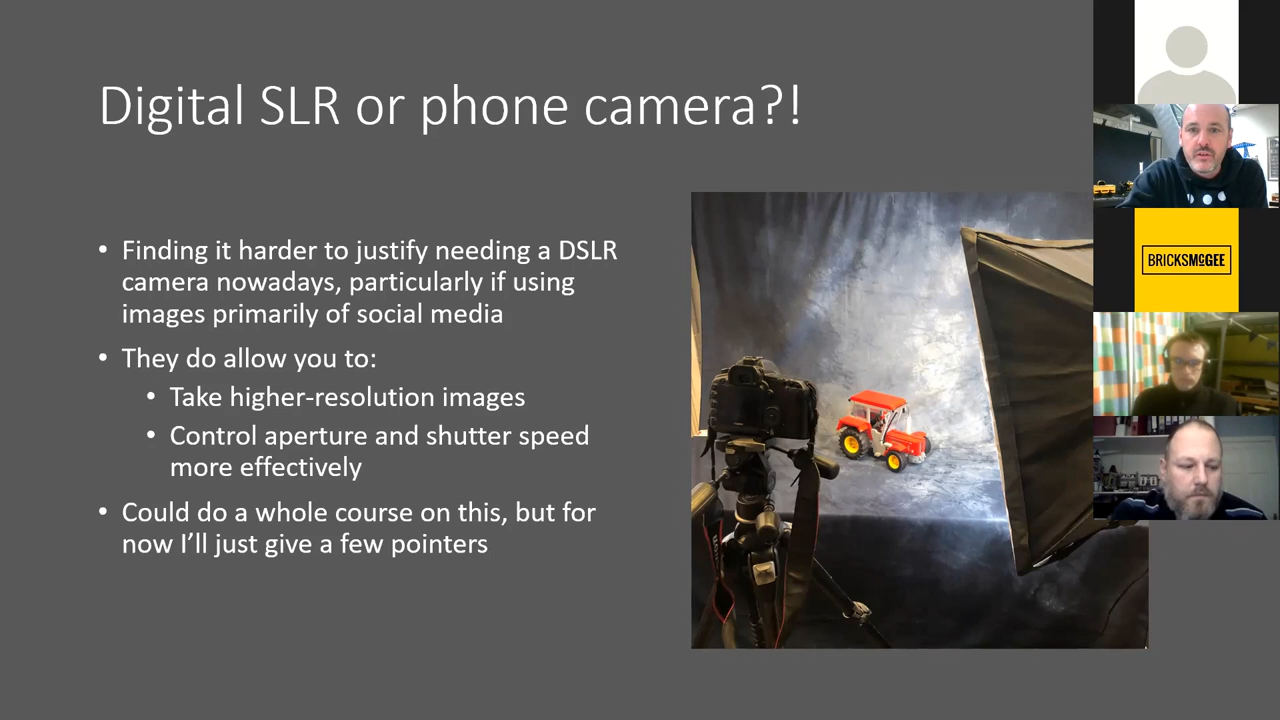 Digital SLR or phone camera?!
• Finding it harder to justify needing a DSLR
camera nowadays, particularly if using
images primarily of social media
• They do allow you to:
• Take higher-resolution images
• Control aperture and shutter speed
more effectively
• Could do a whole course on this, but for
now I'll just give a few pointers
BRICKSMCGEE